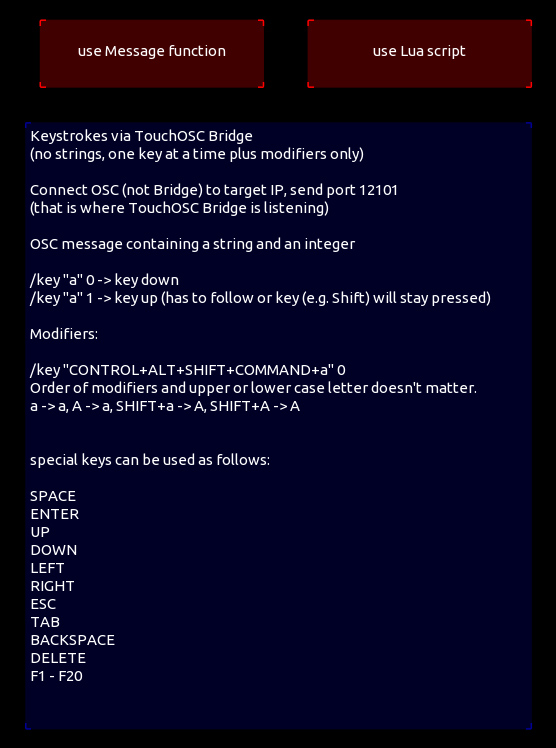 use Message function
use Lua script
Keystrokes via TouchOSC Bridge
(no strings, one key at a time plus modifiers only)
Connect OSC (not Bridge) to target IP, send port 12101
(that is where TouchOSC Bridge is listening)
OSC message containing a string and an integer
/key "a" 0 -> key down
/key "a" 1 -> key up (has to follow or key (e.g. Shift) will stay pressed)
Modifiers:
/key "CONTROL+ALT+SHIFT+COMMAND+a" 0
Order of modifiers and upper or lower case letter doesn't matter.
a -> a, A -> a, SHIFT+a -> A, SHIFT+A -> A
special keys can be used as follows:
SPACE
ENTER
UP
DOWN
LEFT
RIGHT
ESC
TAB
BACKSPACE
DELETE
F1 - F20